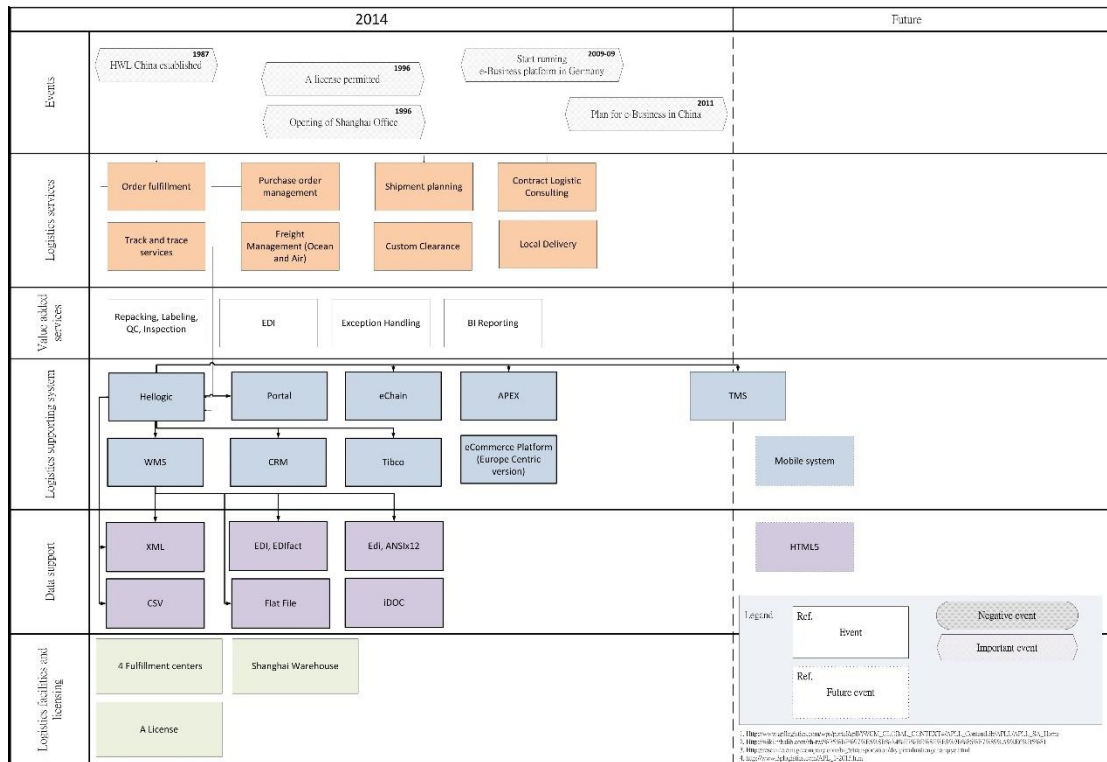 2014
Future
Events
1987
HWL China established
1996
A license permitted
2009-09
Start running
e-Business platform in Germany
1996
Opening of Shanghai Office
2011
Plan for e-Business in China
Logistics services
Order fulfillment
Purchase order
management
Shipment planning
Contract Logistic
Consulting
Track and trace
services
Freight
Management (Ocean
and Air)
Custom Clearance
Local Delivery
Value added
services
Repacking, Labeling,
QC, Inspection
EDI
Exception Handling
BI Reporting
Logistics supporting system
Hellogic
Portal
eChain
APEX
TMS
WMS
CRM
Tibco
eCommerce Platform
(Europe Centric
version)
Mobile system
Data support
XML
EDI, EDIfact
Edi, ANSIx12
HTML5
CSV
Flat File
iDOC
Logistics facilities and
licensing
4 Fulfillment centers
Shanghai Warehouse
A License
Legand
Ref.
Event
Negative event
Important event
Ref.
Future event
1.
2.
3.
4.